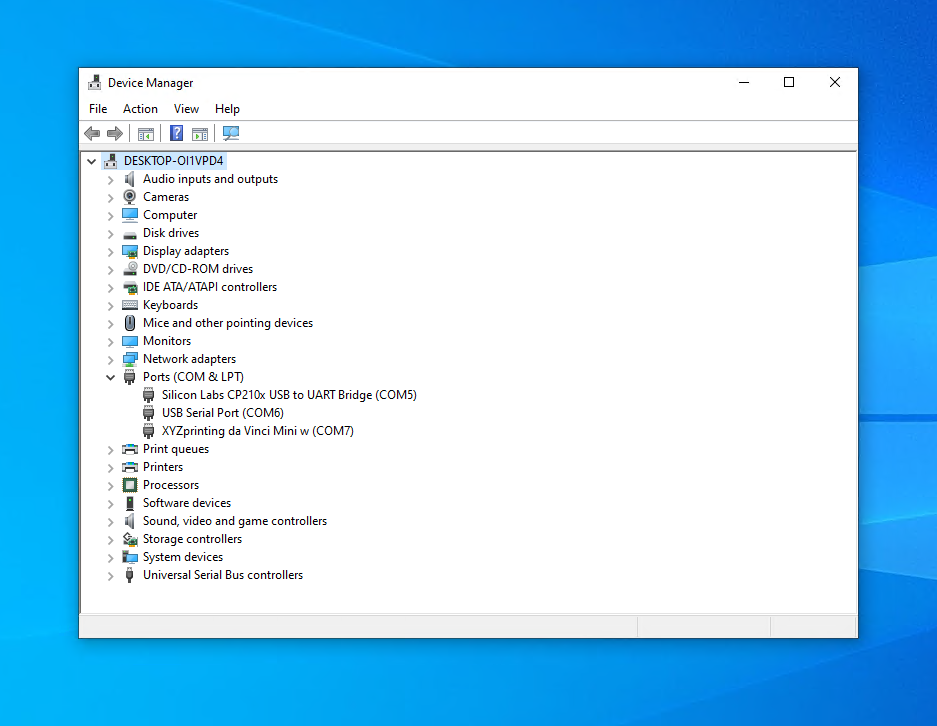 Device Manager
File Action View Help
DESKTOP-OI1VPD4
Audio inputs and outputs
Cameras
Computer
Disk drives
Display adapters
DVD/CD-ROM drives
IDE ATA/ATAPI controllers
Keyboards
Mice and other pointing devices
Monitors
Network adapters
Ports (COM & LPT)
Silicon Labs CP210x USB to UART Bridge (COM5)
USB Serial Port (COM6)
XYZprinting da Vinci Mini w (COM7)
Print queues
Printers
Processors
Software devices
Sound, video and game controllers
Storage controllers
System devices
Universal Serial Bus controllers